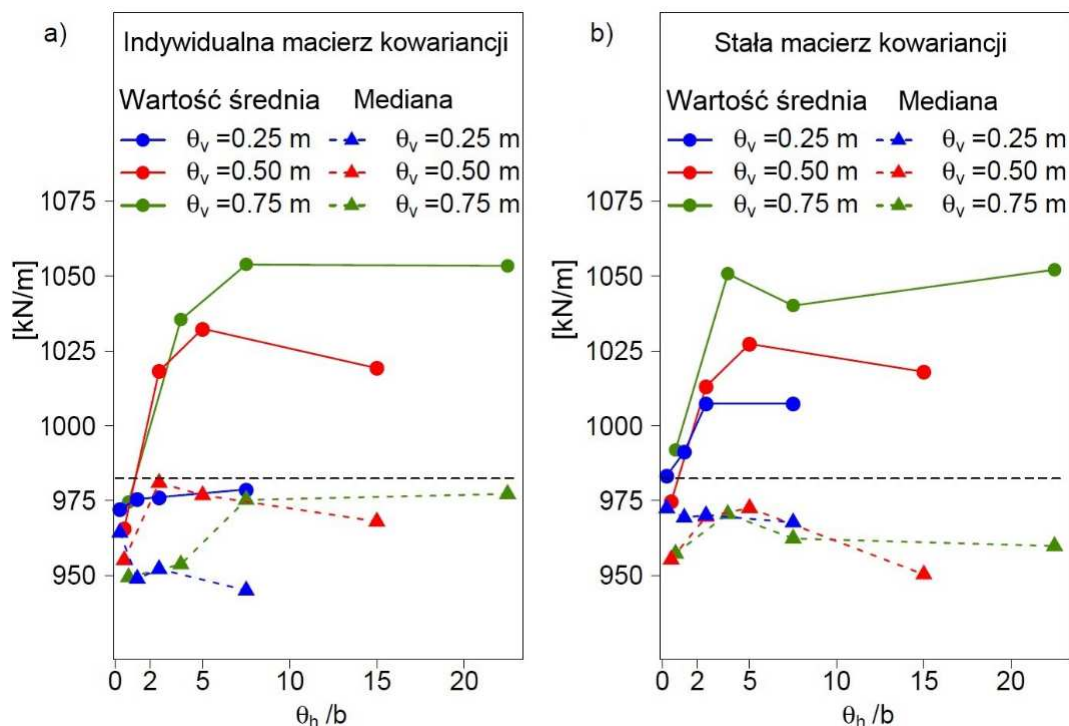 a)
Indywidualna macierz kowariancji
Wartość średnia Mediana
θv =0.25 m θv =0.25 m
θv =0.50 m θv =0.50 m
θv =0.75 m θv =0.75 m
[kN/m]
1075
1050
1025
1000
975
950
0 2 5 10 15 20
θh /b
b)
Stała macierz kowariancji
Wartość średnia Mediana
θv =0.25 m θv =0.25 m
θv =0.50 m θv =0.50 m
θv =0.75 m θv =0.75 m
[kN/m]
1075
1050
1025
1000
975
950
0 2 5 10 15 20
θh /b